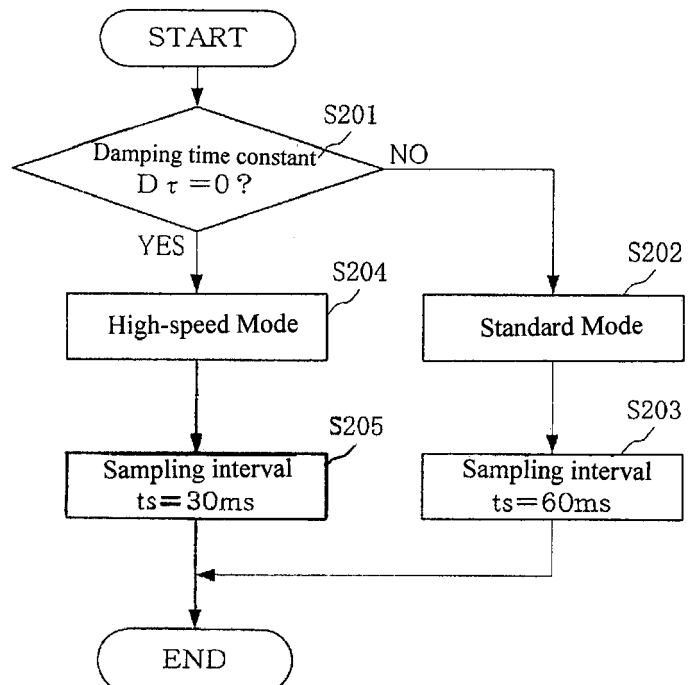 START
S201
Damping time constant
D τ =0 ?
NO
YES
S204
High-speed Mode
S202
Standard Mode
S205
Sampling interval
ts=30ms
S203
Sampling interval
ts=60ms
END